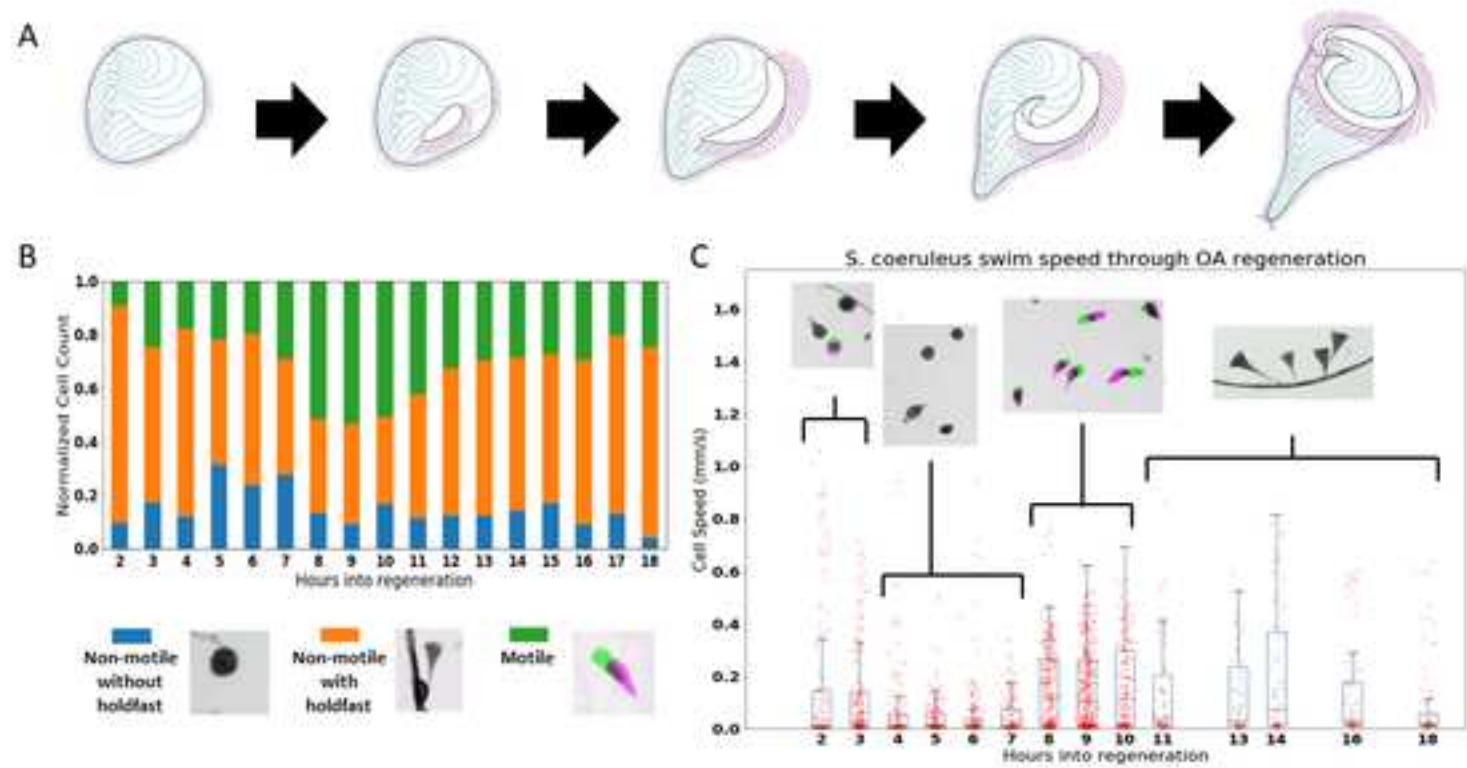 A
B
1.0
0.8
0.6
0.4
0.2
0.0
Normalized Cell Count
2 3 4 5 6 7 8 9 10 11 12 13 14 15 16 17 18
Hours into regeneration
Non-motile
without
holdfast
Non-motile
with
holdfast
Motile
C
S. coeruleus swim speed through OA regeneration
1.6
1.4
1.2
1.0
0.8
0.6
0.4
0.2
0.0
Cell Speed (mm/s)
2 3 4 5 6 7 8 9 10 11 13 14 16 18
Hours into regeneration